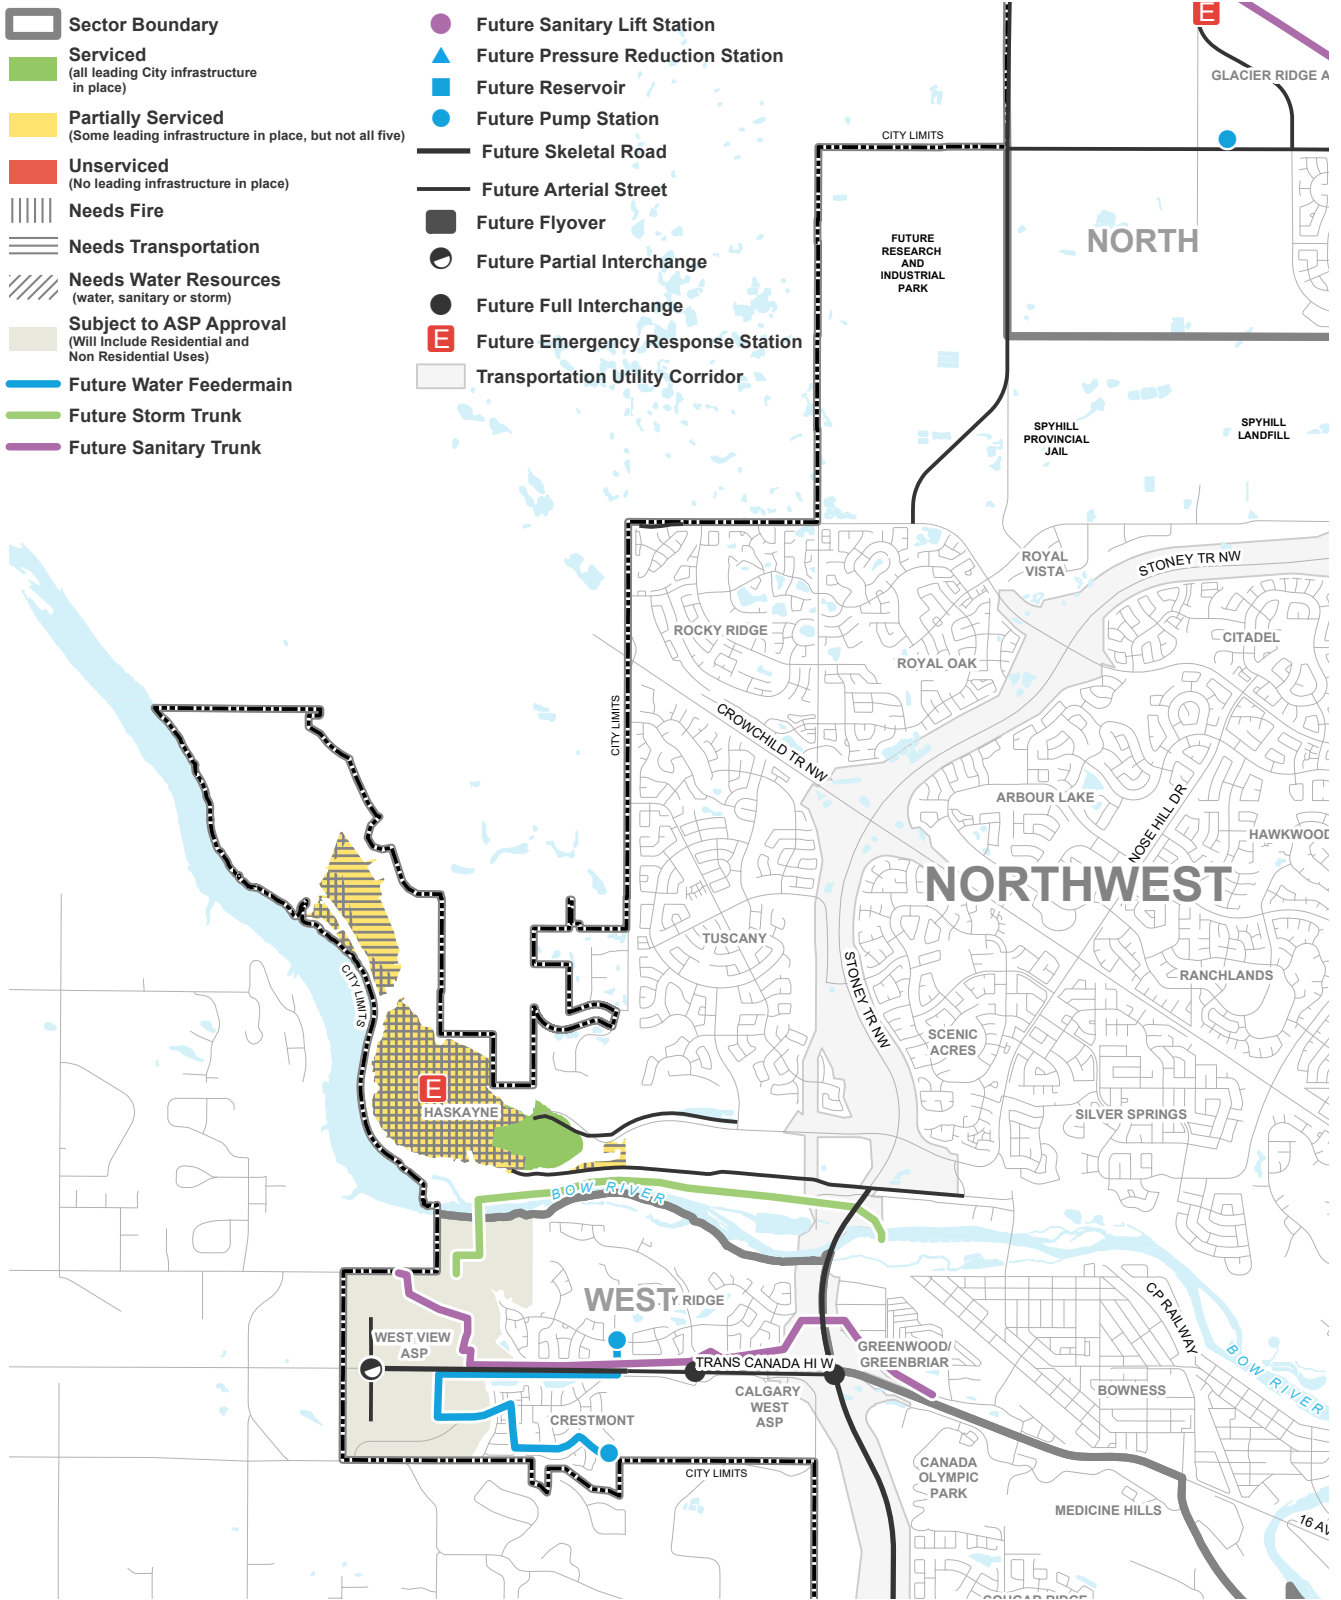 Sector Boundary
Serviced
(all leading City infrastructure
in place)
Partially Serviced
(Some leading infrastructure in place, but not all five)
Unserviced
(No leading infrastructure in place)
Needs Fire
Needs Transportation
Needs Water Resources
(water, sanitary or storm)
Subject to ASP Approval
(Will Include Residential and
Non Residential Uses)
Future Water Feedermain
Future Storm Trunk
Future Sanitary Trunk
Future Sanitary Lift Station
Future Pressure Reduction Station
Future Reservoir
Future Pump Station
Future Skeletal Road
Future Arterial Street
Future Flyover
Future Partial Interchange
Future Full Interchange
E
Future Emergency Response Station
Transportation Utility Corridor
E
GLACIER RIDGE A
CITY LIMITS
NORTH
FUTURE
RESEARCH
AND
INDUSTRIAL
PARK
SPYHILL
PROVINCIAL
JAIL
SPYHILL
LANDFILL
ROYAL
VISTA
STONEY TR NW
ROCKY RIDGE
CITADEL
ROYAL OAK
CITY LIMITS
CROWCHILD TR NW
ARBOUR LAKE
NOSE HILL DR
HAWKWOOD
NORTHWEST
TUSCANY
CITY LIMITS
STONEY TR NW
RANCHLANDS
SCENIC
ACRES
E
HASKAYNE
SILVER SPRINGS
BOW RIVER
WEST
Y RIDGE
CP RAILWAY
WEST VIEW
ASP
GREENWOOD/
GREENBRIAR
TRANS CANADA HI W
BOW RIVER
CALGARY
WEST
ASP
BOWNESS
CRESTMONT
CITY LIMITS
CANADA
OLYMPIC
PARK
MEDICINE HILLS
16 AV
COUGAR RIDGE